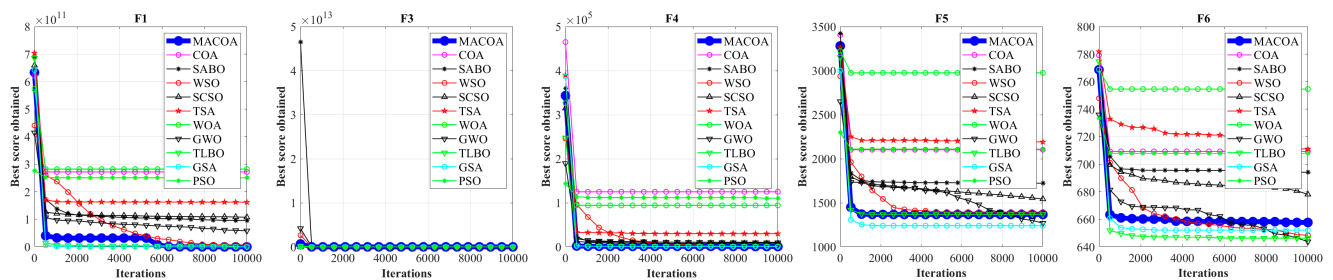 F1
×10^11
8
7
6
5
4
3
2
1
0
Best score obtained
0 2000 4000 6000 8000 10000
Iterations
MACOA
COA
SABO
WSO
SCSO
TSA
WOA
GWO
TLBO
GSA
PSO
F3
×10^13
5
4
3
2
1
0
Best score obtained
0 2000 4000 6000 8000 10000
Iterations
MACOA
COA
SABO
WSO
SCSO
TSA
WOA
GWO
TLBO
GSA
PSO
F4
×10^5
5
4
3
2
1
0
Best score obtained
0 2000 4000 6000 8000 10000
Iterations
MACOA
COA
SABO
WSO
SCSO
TSA
WOA
GWO
TLBO
GSA
PSO
F5
3500
3000
2500
2000
1500
1000
Best score obtained
0 2000 4000 6000 8000 10000
Iterations
MACOA
COA
SABO
WSO
SCSO
TSA
WOA
GWO
TLBO
GSA
PSO
F6
800
780
760
740
720
700
680
660
640
Best score obtained
0 2000 4000 6000 8000 10000
Iterations
MACOA
COA
SABO
WSO
SCSO
TSA
WOA
GWO
TLBO
GSA
PSO